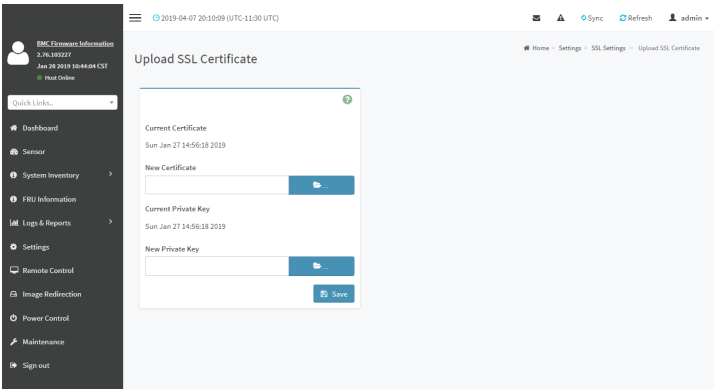 BMC Firmware Information
2.76.103227
Jan 28 2019 10:44:04 CST
Host Online
Quick Links..
Dashboard
Sensor
System Inventory
FRU Information
Logs & Reports
Settings
Remote Control
Image Redirection
Power Control
Maintenance
Sign out
2019-04-07 20:10:09 (UTC-11:30 UTC)
Sync Refresh admin
Upload SSL Certificate
Home - Settings - SSL Settings - Upload SSL Certificate
Current Certificate
Sun Jan 27 14:56:18 2019
New Certificate
...
Current Private Key
Sun Jan 27 14:56:18 2019
New Private Key
...
Save